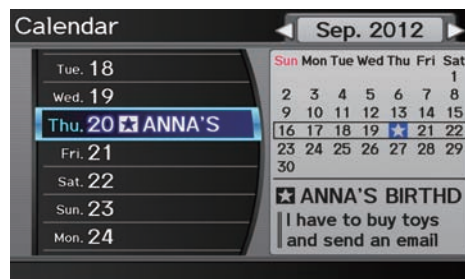 Calendar
Sep. 2012
Tue. 18
Wed. 19
Thu. 20 ANNA'S
Fri. 21
Sat. 22
Sun. 23
Mon. 24
Sun Mon Tue Wed Thu Fri Sat
1
2 3 4 5 6 7 8
9 10 11 12 13 14 15
16 17 18 19 21 22
23 24 25 26 27 28 29
30
ANNA'S BIRTHD
I have to buy toys
and send an email